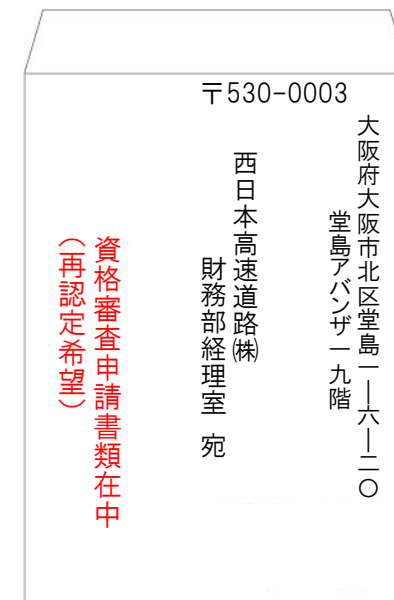 〒530-0003
大阪府大阪市北区堂島一―六―二〇
堂島アバンザ一九階
西日本高速道路㈱
財務部経理室 宛
資格審査申請書類在中
（再認定希望）